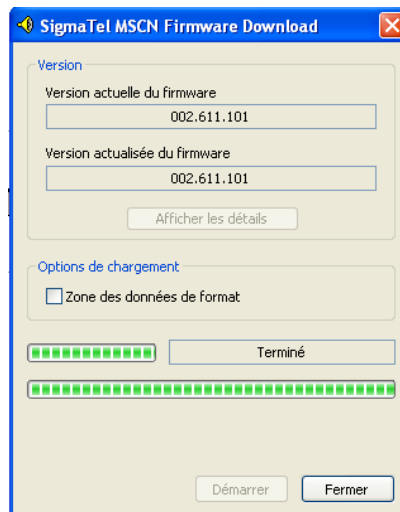 SigmaTel MSCN Firmware Download
Version
Version actuelle du firmware
002.611.101
Version actualisée du firmware
002.611.101
Afficher les détails
Options de chargement
Zone des données de format
Terminé
Démarrer
Fermer